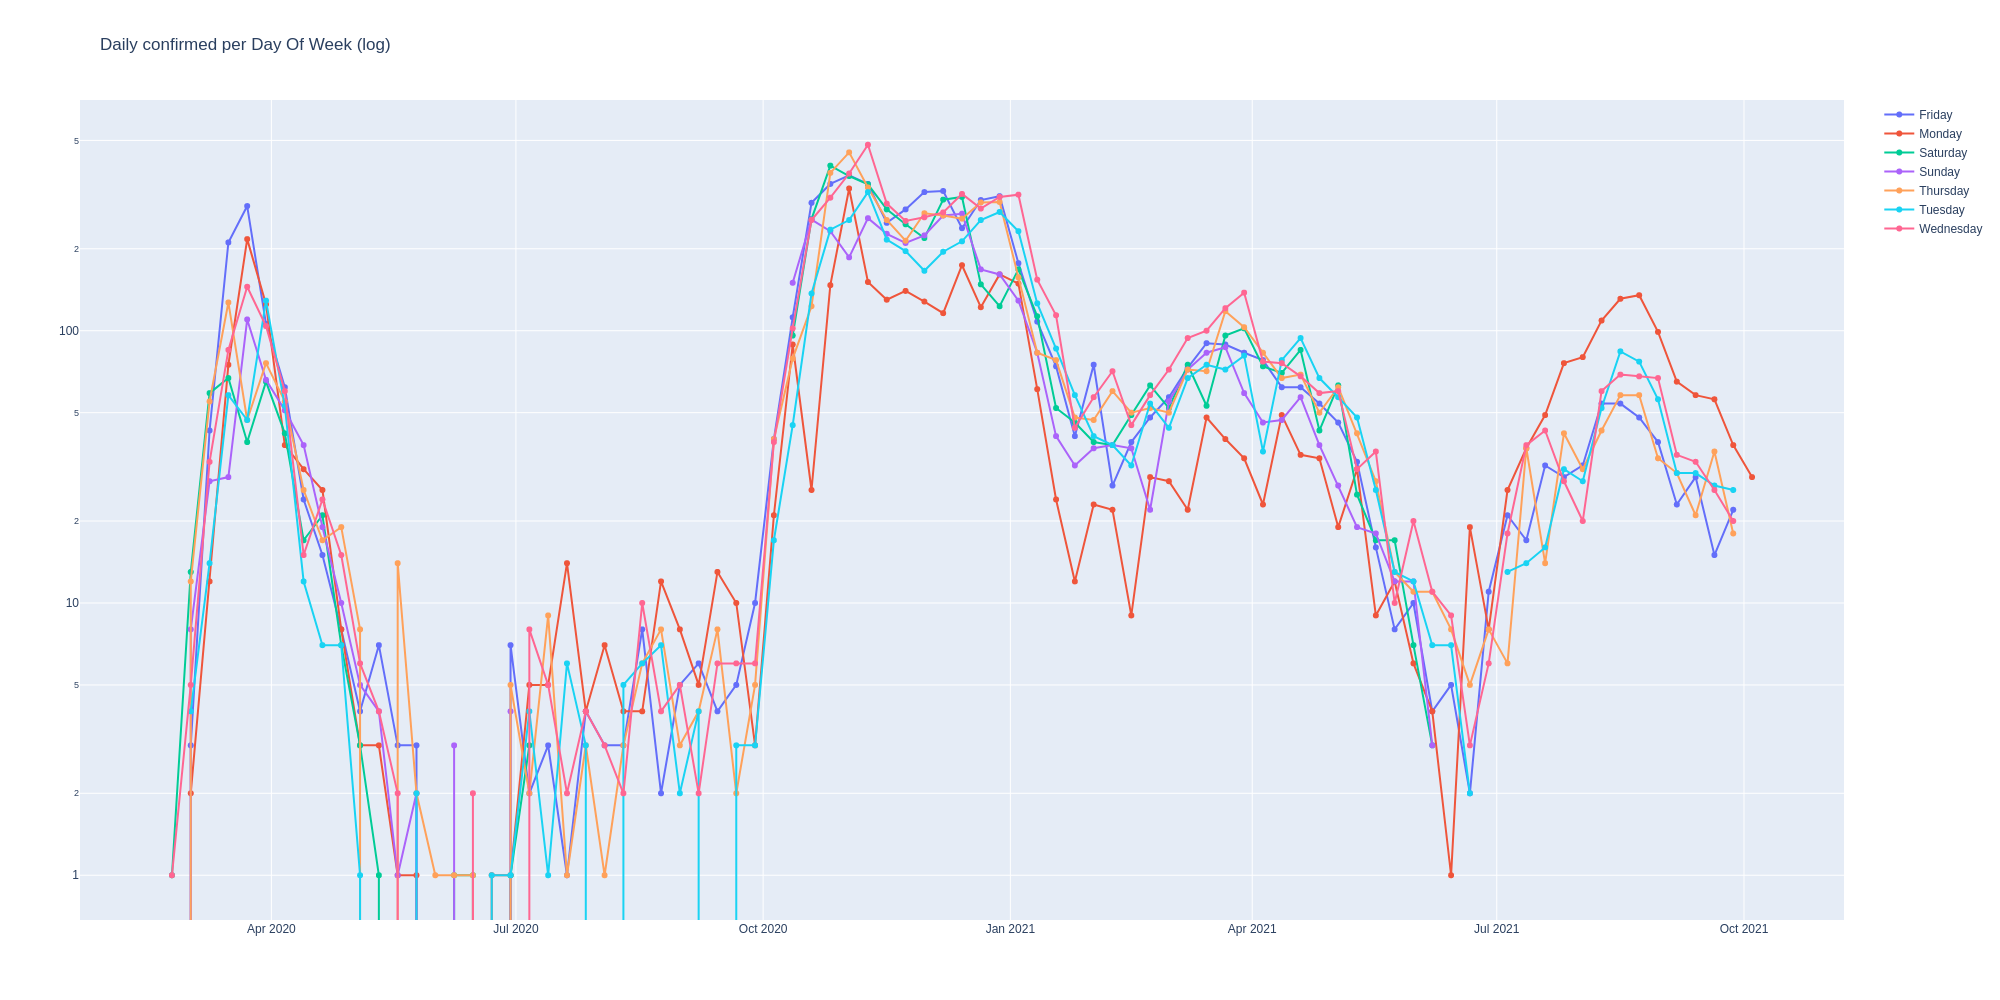 Daily confirmed per Day Of Week (log)
5
2
100
5
2
10
5
2
1
Apr 2020
Jul 2020
Oct 2020
Jan 2021
Apr 2021
Jul 2021
Oct 2021
Friday
Monday
Saturday
Sunday
Thursday
Tuesday
Wednesday